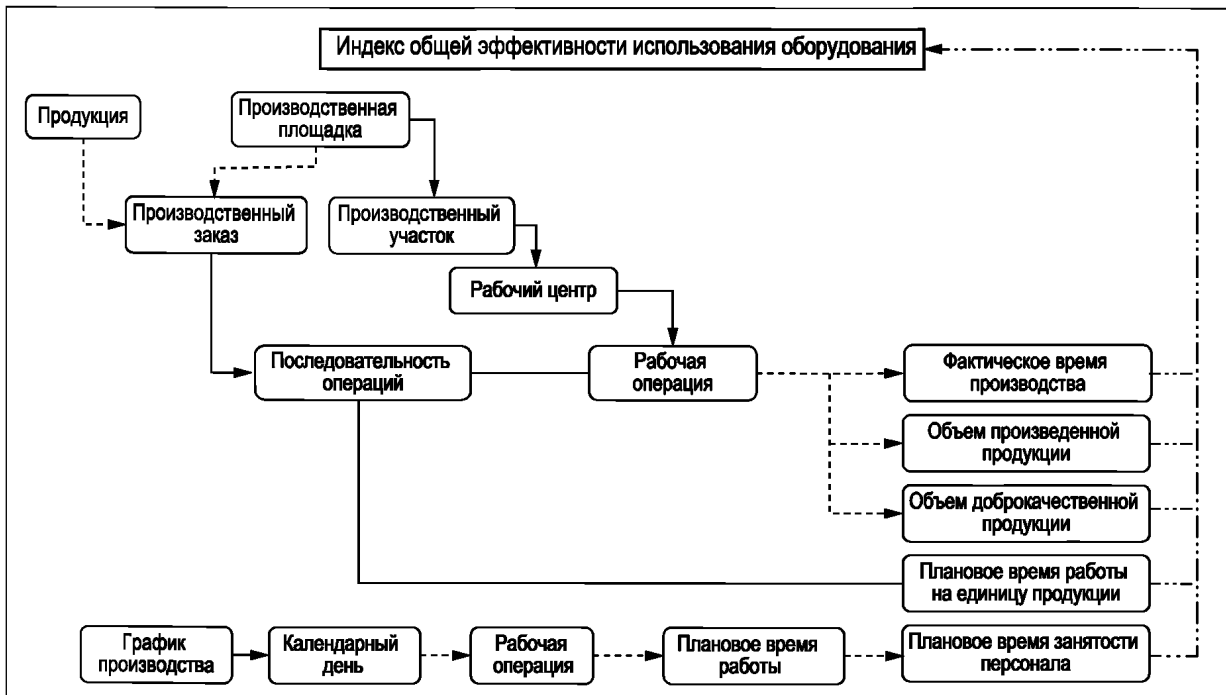 Индекс общей эффективности использования оборудования
Продукция
Производственная
площадка
Производственный
заказ
Производственный
участок
Рабочий центр
Последовательность
операций
Рабочая
операция
Фактическое время
производства
Объем произведенной
продукции
Объем доброкачественной
продукции
Плановое время работы
на единицу продукции
График
производства
Календарный
день
Рабочая
операция
Плановое время
работы
Плановое время занятости
персонала